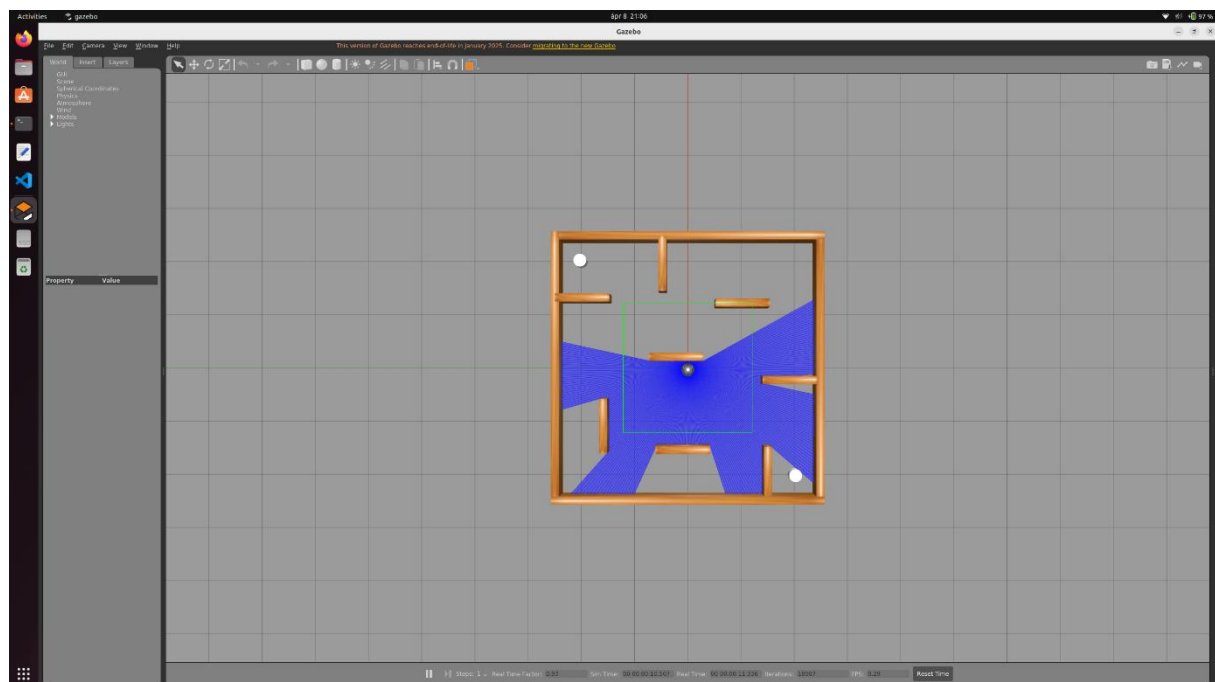 Activities gazebo ápr 8 21:06 97 %
Gazebo
File Edit Camera View Window Help This version of Gazebo reaches end-of-life in January 2025. Consider migrating to the new Gazebo
World Insert Layers
GUI
Scene
Spherical Coordinates
Physics
Atmosphere
Wind
Models
Lights
Property Value
Steps: 1 Real Time Factor: Sim Time: Real Time: Iterations: FPS: Reset Time